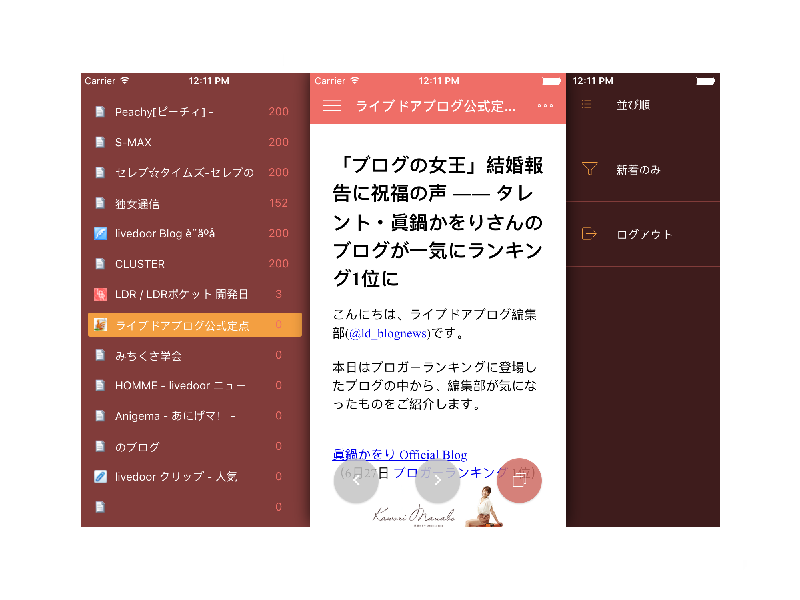 Carrier 12:11 PM
Peachy[ピーチィ] - 200
S-MAX 200
セレブ☆タイムズ-セレブの 200
独女通信 152
livedoor Blog è¨äºå 200
CLUSTER 200
LDR / LDRポケット 開発日 3
ライブドアブログ公式定点 0
みちくさ学会 0
HOMME - livedoor ニュー 0
Anigema - あにげマ！ - 0
のブログ 0
livedoor クリップ - 人気 0
0
Carrier 12:11 PM
ライブドアブログ公式定...
「ブログの女王」結婚報
告に祝福の声 —— タレ
ント・眞鍋かをりさんの
ブログが一気にランキン
グ1位に
こんにちは、ライブドアブログ編集
部(@ld_blognews)です。
本日はブロガーランキングに登場し
たブログの中から、編集部が気にな
ったものをご紹介します。
眞鍋かをり Official Blog
（6月27日 ブロガーランキング 1位）
Kawori Manabe
12:11 PM
並び順
新着のみ
ログアウト